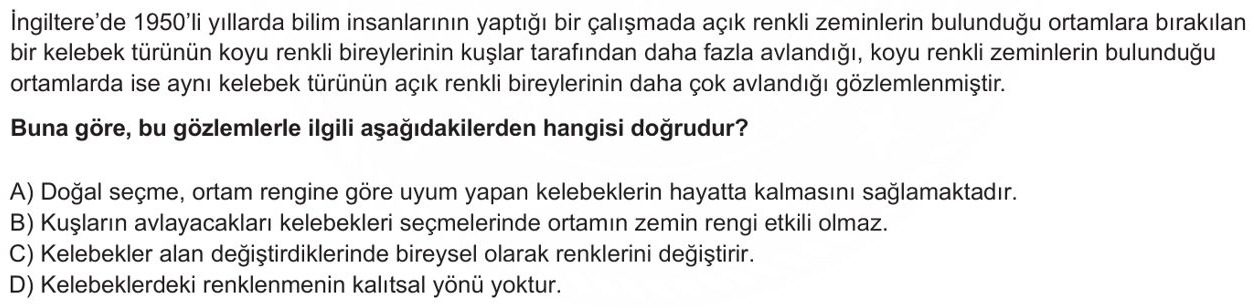 İngiltere’de 1950’li yıllarda bilim insanlarının yaptığı bir çalışmada açık renkli zeminlerin bulunduğu ortamlara bırakılan
bir kelebek türünün koyu renkli bireylerinin kuşlar tarafından daha fazla avlandığı, koyu renkli zeminlerin bulunduğu
ortamlarda ise aynı kelebek türünün açık renkli bireylerinin daha çok avlandığı gözlemlenmiştir.
Buna göre, bu gözlemlerle ilgili aşağıdakilerden hangisi doğrudur?
A) Doğal seçme, ortam rengine göre uyum yapan kelebeklerin hayatta kalmasını sağlamaktadır.
B) Kuşların avlayacakları kelebekleri seçmelerinde ortamın zemin rengi etkili olmaz.
C) Kelebekler alan değiştirdiklerinde bireysel olarak renklerini değiştirir.
D) Kelebeklerdeki renklenmenin kalıtsal yönü yoktur.